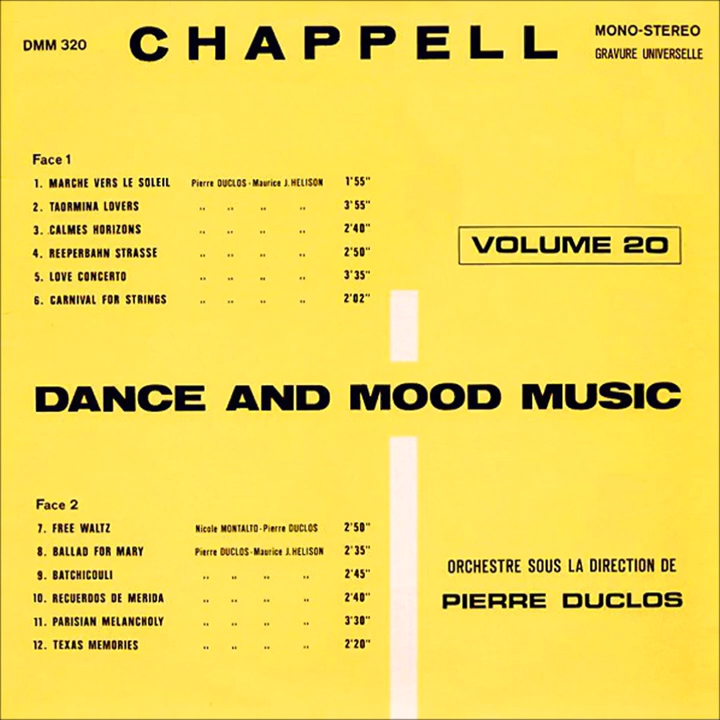 DMM 320
CHAPPELL
MONO-STEREO
GRAVURE UNIVERSELLE
Face 1
1. MARCHE VERS LE SOLEIL Pierre DUCLOS - Maurice J. HELISON 1'55"
2. TAORMINA LOVERS ,, ,, ,, ,, 3'55"
3. CALMES HORIZONS ,, ,, ,, ,, 2'40"
4. REEPERBAHN STRASSE ,, ,, ,, ,, 2'50"
5. LOVE CONCERTO ,, ,, ,, ,, 3'35"
6. CARNIVAL FOR STRINGS ,, ,, ,, ,, 2'02"
VOLUME 20
DANCE AND MOOD MUSIC
Face 2
7. FREE WALTZ Nicole MONTALTO - Pierre DUCLOS 2'50"
8. BALLAD FOR MARY Pierre DUCLOS - Maurice J. HELISON 2'35"
9. BATCHICOULI ,, ,, ,, ,, 2'45"
10. RECUERDOS DE MERIDA ,, ,, ,, ,, 2'40"
11. PARISIAN MELANCHOLY ,, ,, ,, ,, 3'30"
12. TEXAS MEMORIES ,, ,, ,, ,, 2'20"
ORCHESTRE SOUS LA DIRECTION DE
PIERRE DUCLOS